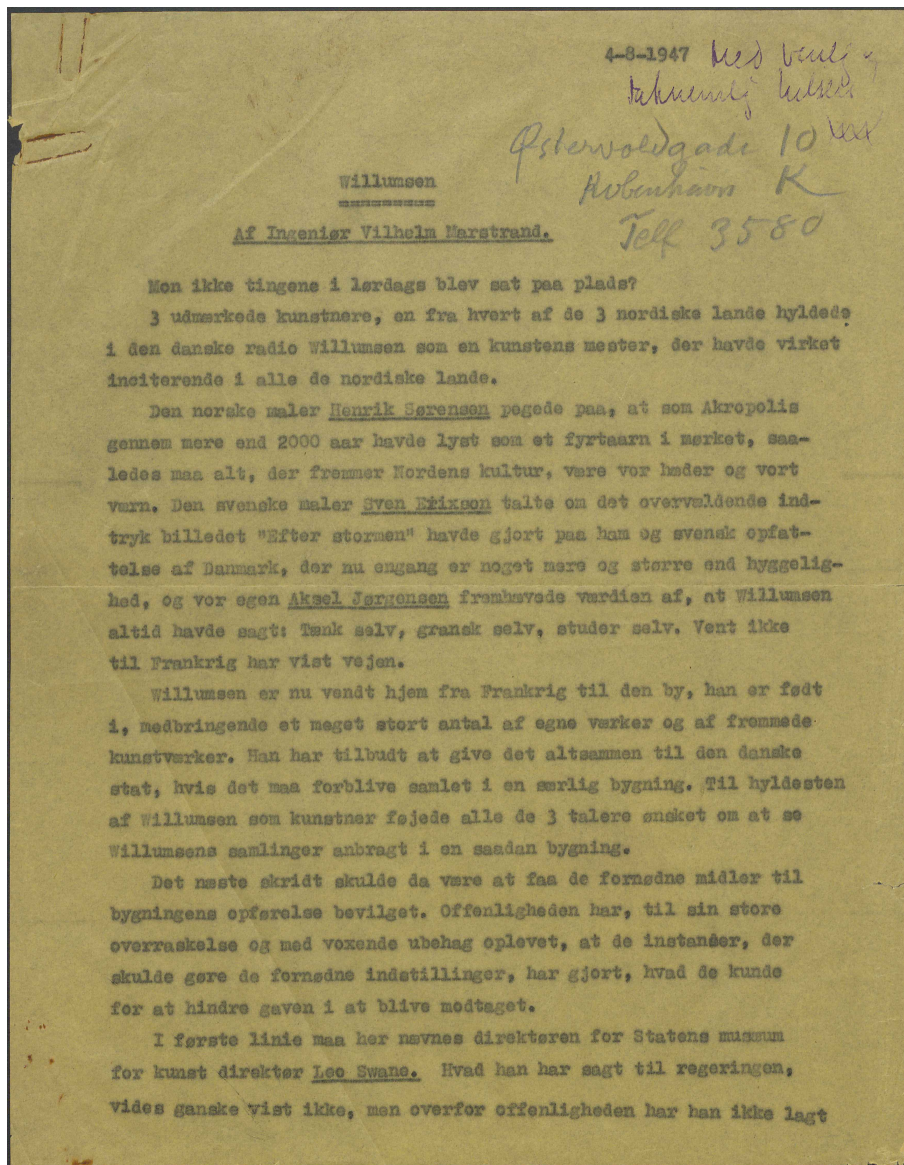 4-8-1947 Med venlig
taknemlig hilsen
Østervoldgade 10
København K
Telf 3580
Willumsen
==========
Af Ingeniør Vilhelm Marstrand.
Mon ikke tingene i lørdags blev sat paa plads?
3 udmærkede kunstnere, en fra hvert af de 3 nordiske lande hyldede
i den danske radio Willumsen som en kunstens mester, der havde virket
inciterende i alle de nordiske lande.
Den norske maler Henrik Sørensen pegede paa, at som Akropolis
gennem mere end 2000 aar havde lyst som et fyrtaarn i mørket, saa-
ledes maa alt, der fremmer Nordens kultur, være vor hæder og vort
værn. Den svenske maler Sven Erixson talte om det overvældende ind-
tryk billedet "Efter stormen" havde gjort paa ham og svensk opfat-
telse af Danmark, der nu engang er noget mere og større end hyggelig-
hed, og vor egen Aksel Jørgensen fremhævede værdien af, at Willumsen
altid havde sagt: Tænk selv, gransk selv, studer selv. Vent ikke
til Frankrig har vist vejen.
Willumsen er nu vendt hjem fra Frankrig til den by, han er født
i, medbringende et meget stort antal af egne værker og af fremmede
kunstværker. Han har tilbudt at give det altsammen til den danske
stat, hvis det maa forblive samlet i en særlig bygning. Til hyldesten
af Willumsen som kunstner føjede alle de 3 talere ønsket om at se
Willumsens samlinger anbragt i en saadan bygning.
Det næste skridt skulde da være at faa de fornødne midler til
bygningens opførelse bevilget. Offenligheden har, til sin store
overraskelse og med voxende ubehag oplevet, at de instanser, der
skulde gøre de fornødne indstillinger, har gjort, hvad de kunde
for at hindre gaven i at blive modtaget.
I første linie maa her nævnes direktøren for Statens musæum
for kunst direktør Leo Swane. Hvad han har sagt til regeringen,
vides ganske vist ikke, men overfor offenligheden har han ikke lagt